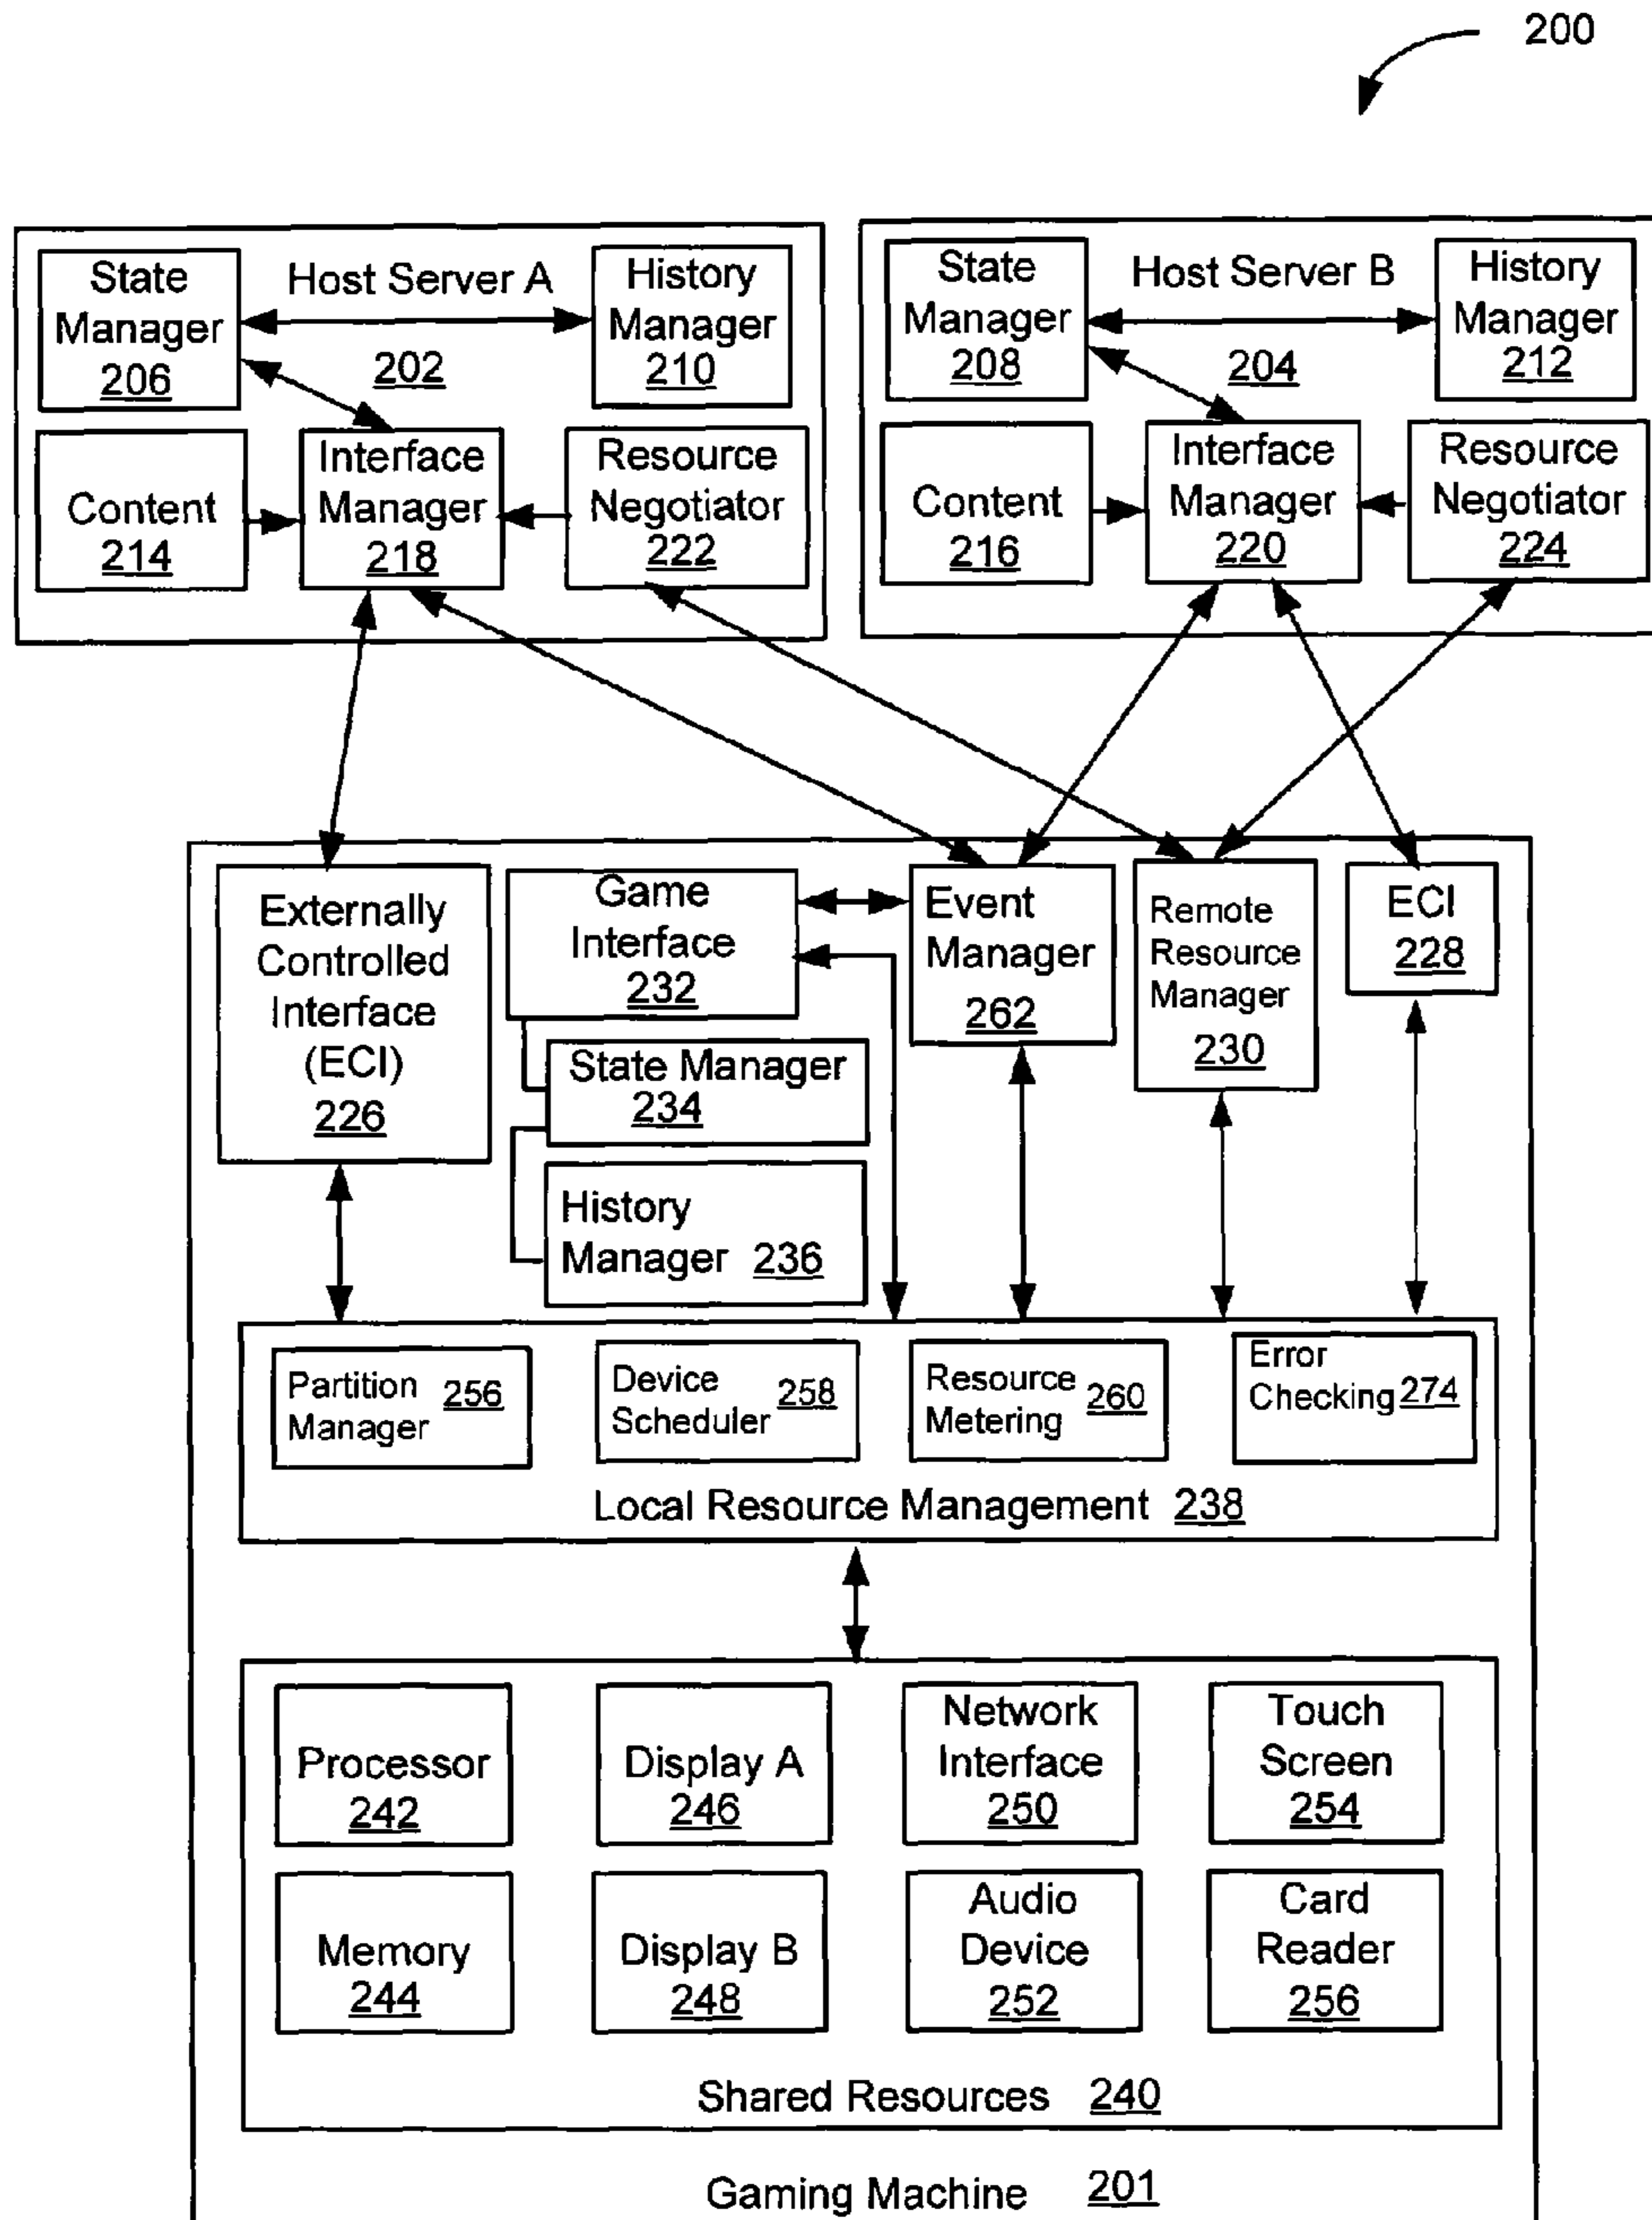 200
State
Manager
206
Host Server A
202
History
Manager
210
Content
214
Interface
Manager
218
Resource
Negotiator
222
State
Manager
208
Host Server B
204
History
Manager
212
Content
216
Interface
Manager
220
Resource
Negotiator
224
Externally
Controlled
Interface
(ECI)
226
Game
Interface
232
State Manager
234
History
Manager 236
Event
Manager
262
Remote
Resource
Manager
230
ECI
228
Partition
Manager 256
Device
Scheduler 258
Resource
Metering 260
Error
Checking 274
Local Resource Management 238
Processor
242
Display A
246
Network
Interface
250
Touch
Screen
254
Memory
244
Display B
248
Audio
Device
252
Card
Reader
256
Shared Resources 240
Gaming Machine 201